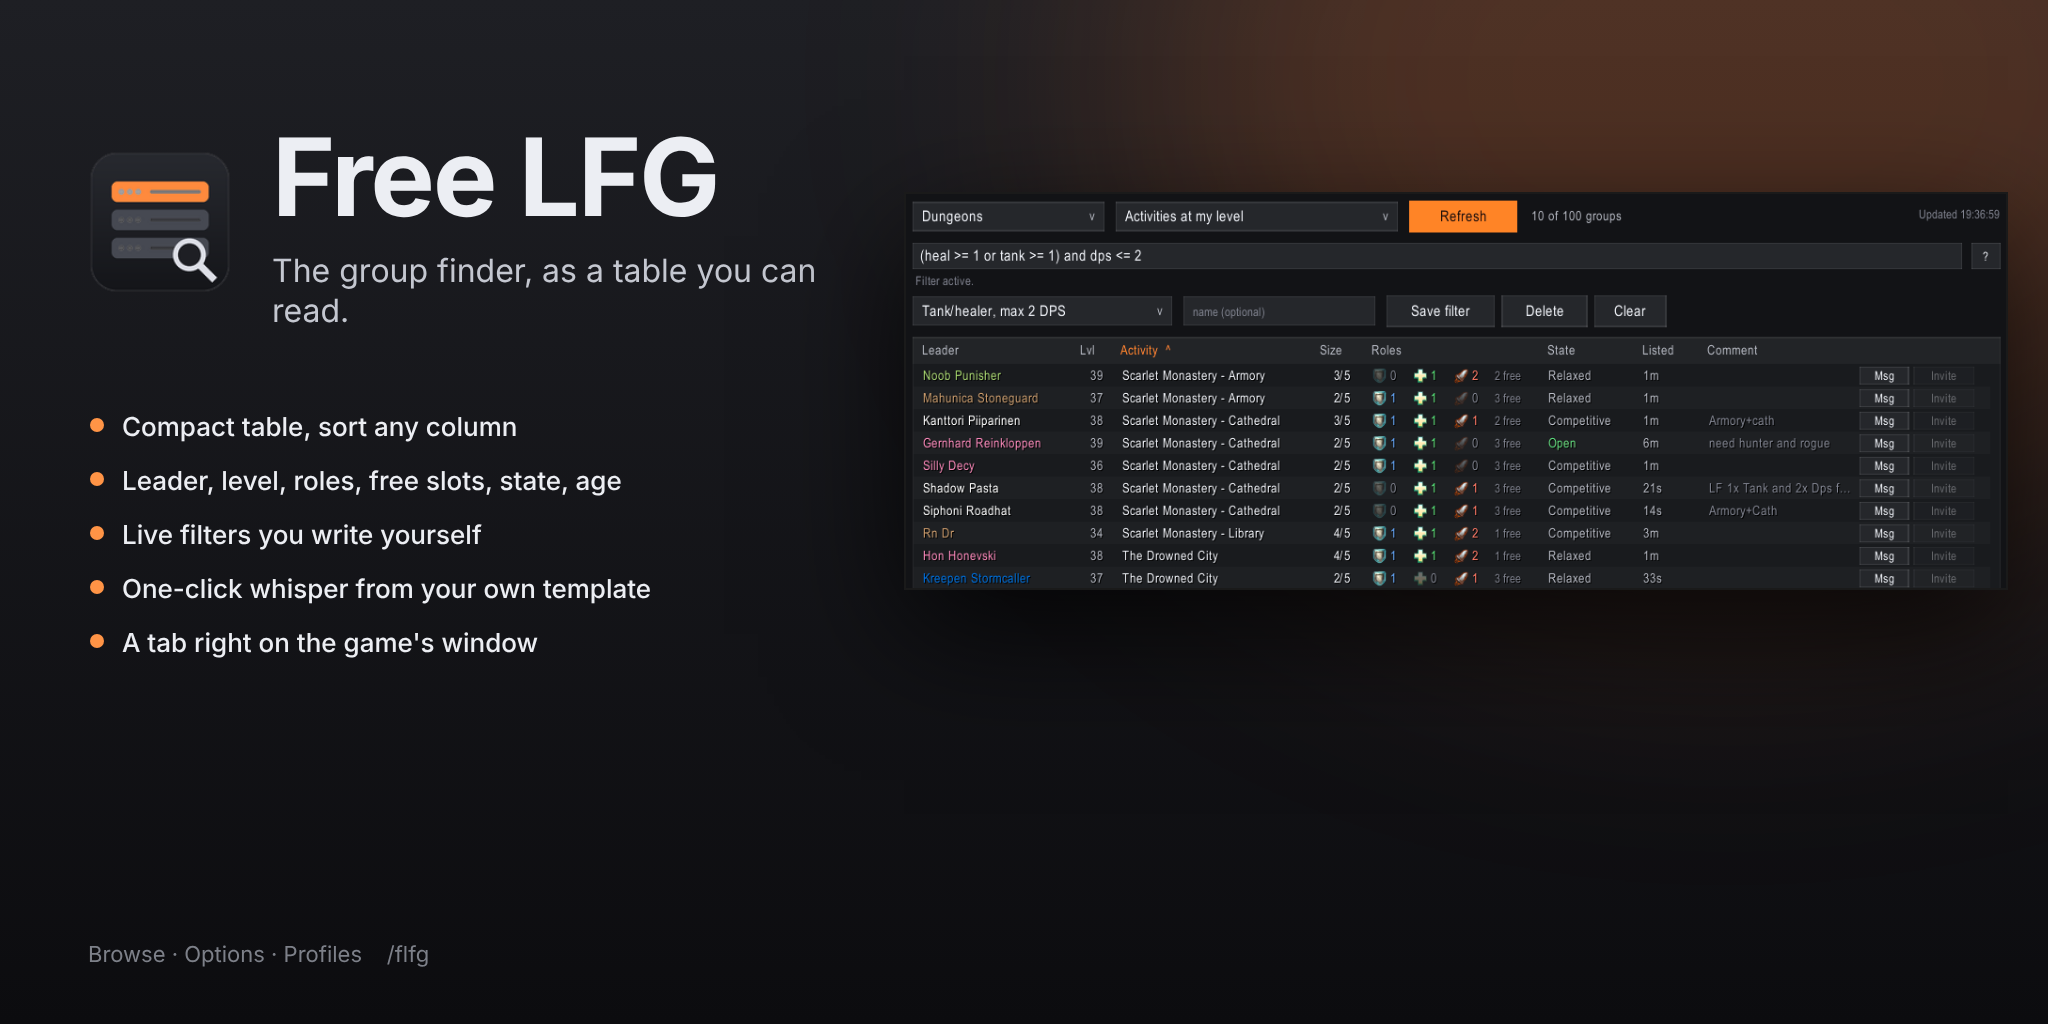 Free LFG
The group finder, as a table you can
read.
Compact table, sort any column
Leader, level, roles, free slots, state, age
Live filters you write yourself
One-click whisper from your own template
A tab right on the game's window
Browse · Options · Profiles /flfg
Dungeons Activities at my level Refresh 10 of 100 groups Updated 19:36:59
(heal >= 1 or tank >= 1) and dps <= 2 ?
Filter active.
Tank/healer, max 2 DPS name (optional) Save filter Delete Clear
Leader Lvl Activity ^ Size Roles State Listed Comment
Noob Punisher 39 Scarlet Monastery - Armory 3/5 0 1 2 2 free Relaxed 1m Msg Invite
Mahunica Stoneguard 37 Scarlet Monastery - Armory 2/5 1 1 0 3 free Relaxed 1m Msg Invite
Kanttori Piiparinen 38 Scarlet Monastery - Cathedral 3/5 1 1 1 2 free Competitive 1m Armory+cath Msg Invite
Gernhard Reinkloppen 39 Scarlet Monastery - Cathedral 2/5 1 1 0 3 free Open 6m need hunter and rogue Msg Invite
Silly Decy 36 Scarlet Monastery - Cathedral 2/5 1 1 0 3 free Competitive 1m Msg Invite
Shadow Pasta 38 Scarlet Monastery - Cathedral 2/5 0 1 1 3 free Competitive 21s LF 1x Tank and 2x Dps f... Msg Invite
Siphoni Roadhat 38 Scarlet Monastery - Cathedral 2/5 0 1 1 3 free Competitive 14s Armory+Cath Msg Invite
Rn Dr 34 Scarlet Monastery - Library 4/5 1 1 2 1 free Competitive 3m Msg Invite
Hon Honevski 38 The Drowned City 4/5 1 1 2 1 free Relaxed 1m Msg Invite
Kreepen Stormcaller 37 The Drowned City 2/5 1 0 1 3 free Relaxed 33s Msg Invite